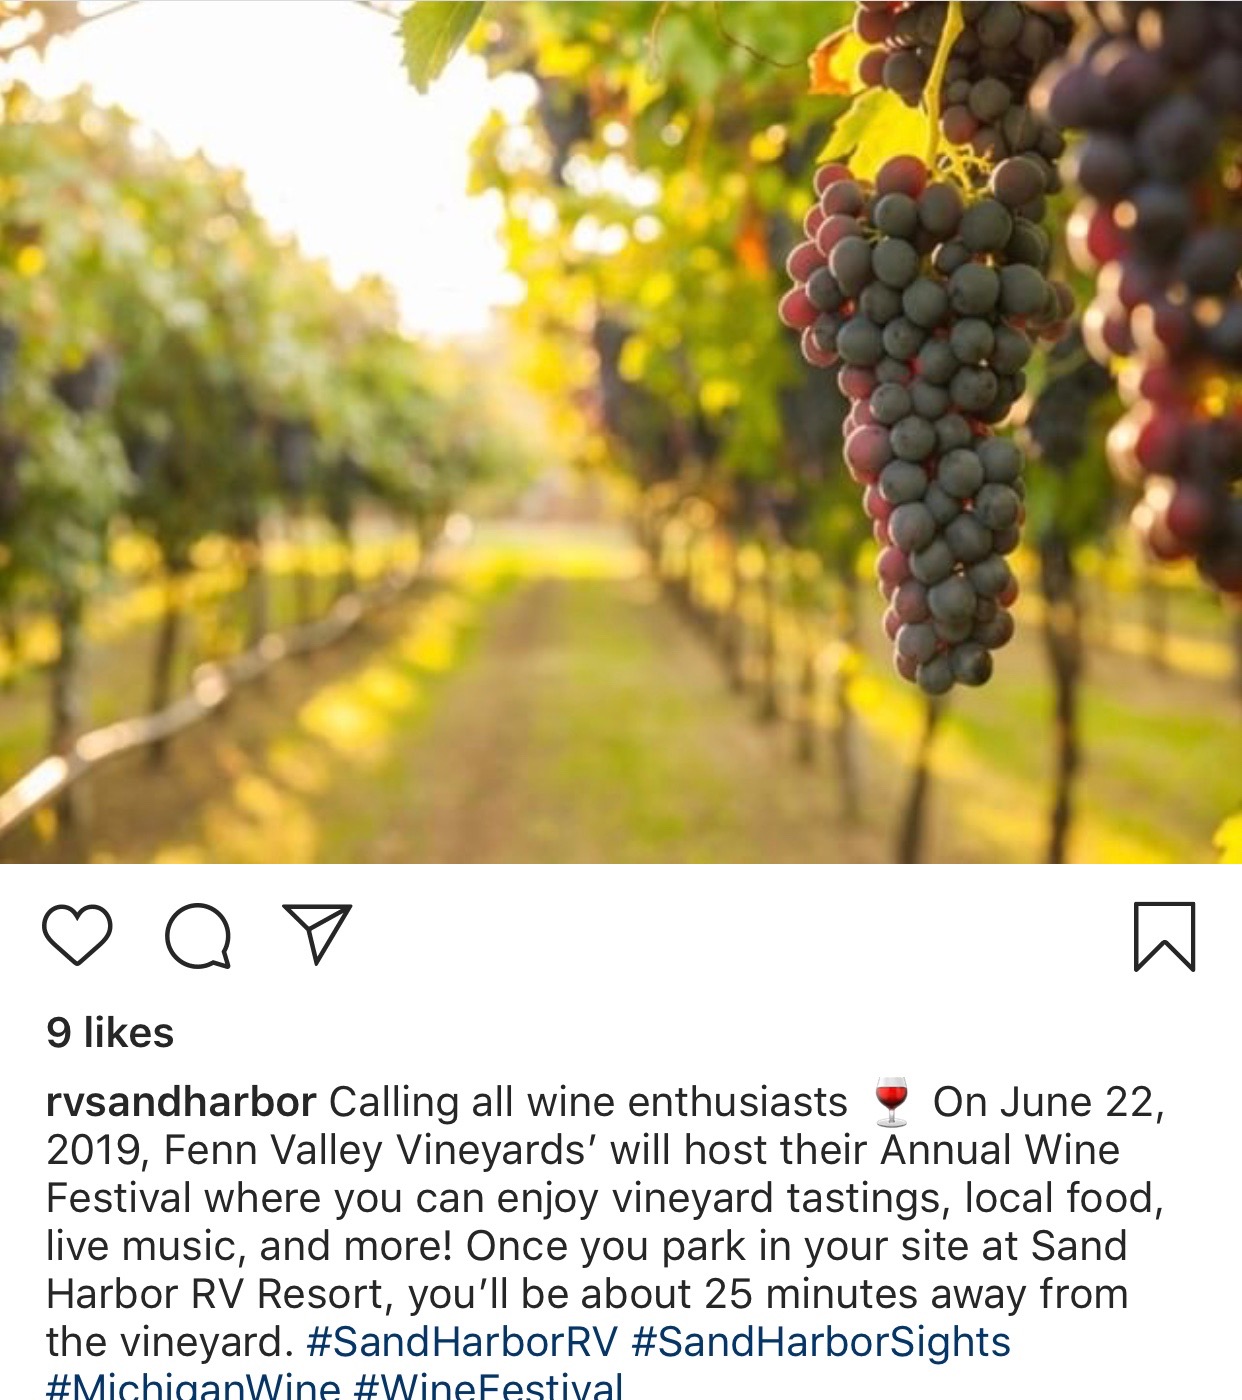 9 likes
rvsandharbor Calling all wine enthusiasts 🍷 On June 22,
2019, Fenn Valley Vineyards’ will host their Annual Wine
Festival where you can enjoy vineyard tastings, local food,
live music, and more! Once you park in your site at Sand
Harbor RV Resort, you’ll be about 25 minutes away from
the vineyard. #SandHarborRV #SandHarborSights
#MichiganWine #WineFestival